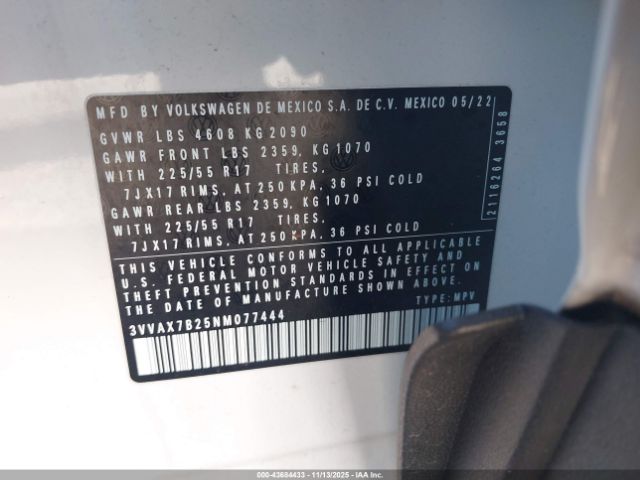 MFD BY VOLKSWAGEN DE MEXICO S.A. DE C.V. MEXICO 05/22
GVWR LBS 4608 KG 2090
GAWR FRONT LBS 2359, KG 1070
WITH 225/55 R17 TIRES,
7JX17 RIMS, AT 250 KPA, 36 PSI COLD
GAWR REAR LBS 2359, KG 1070
WITH 225/55 R17 TIRES,
7JX17 RIMS, AT 250 KPA, 36 PSI COLD
THIS VEHICLE CONFORMS TO ALL APPLICABLE
U.S. FEDERAL MOTOR VEHICLE SAFETY AND
THEFT PREVENTION STANDARDS IN EFFECT ON
THE DATE OF MANUFACTURE SHOWN ABOVE.
3VVAX7B25NM077444
TYPE: MPV
2116264 3658
000-43684433 - 11/13/2025 - IAAI.COM